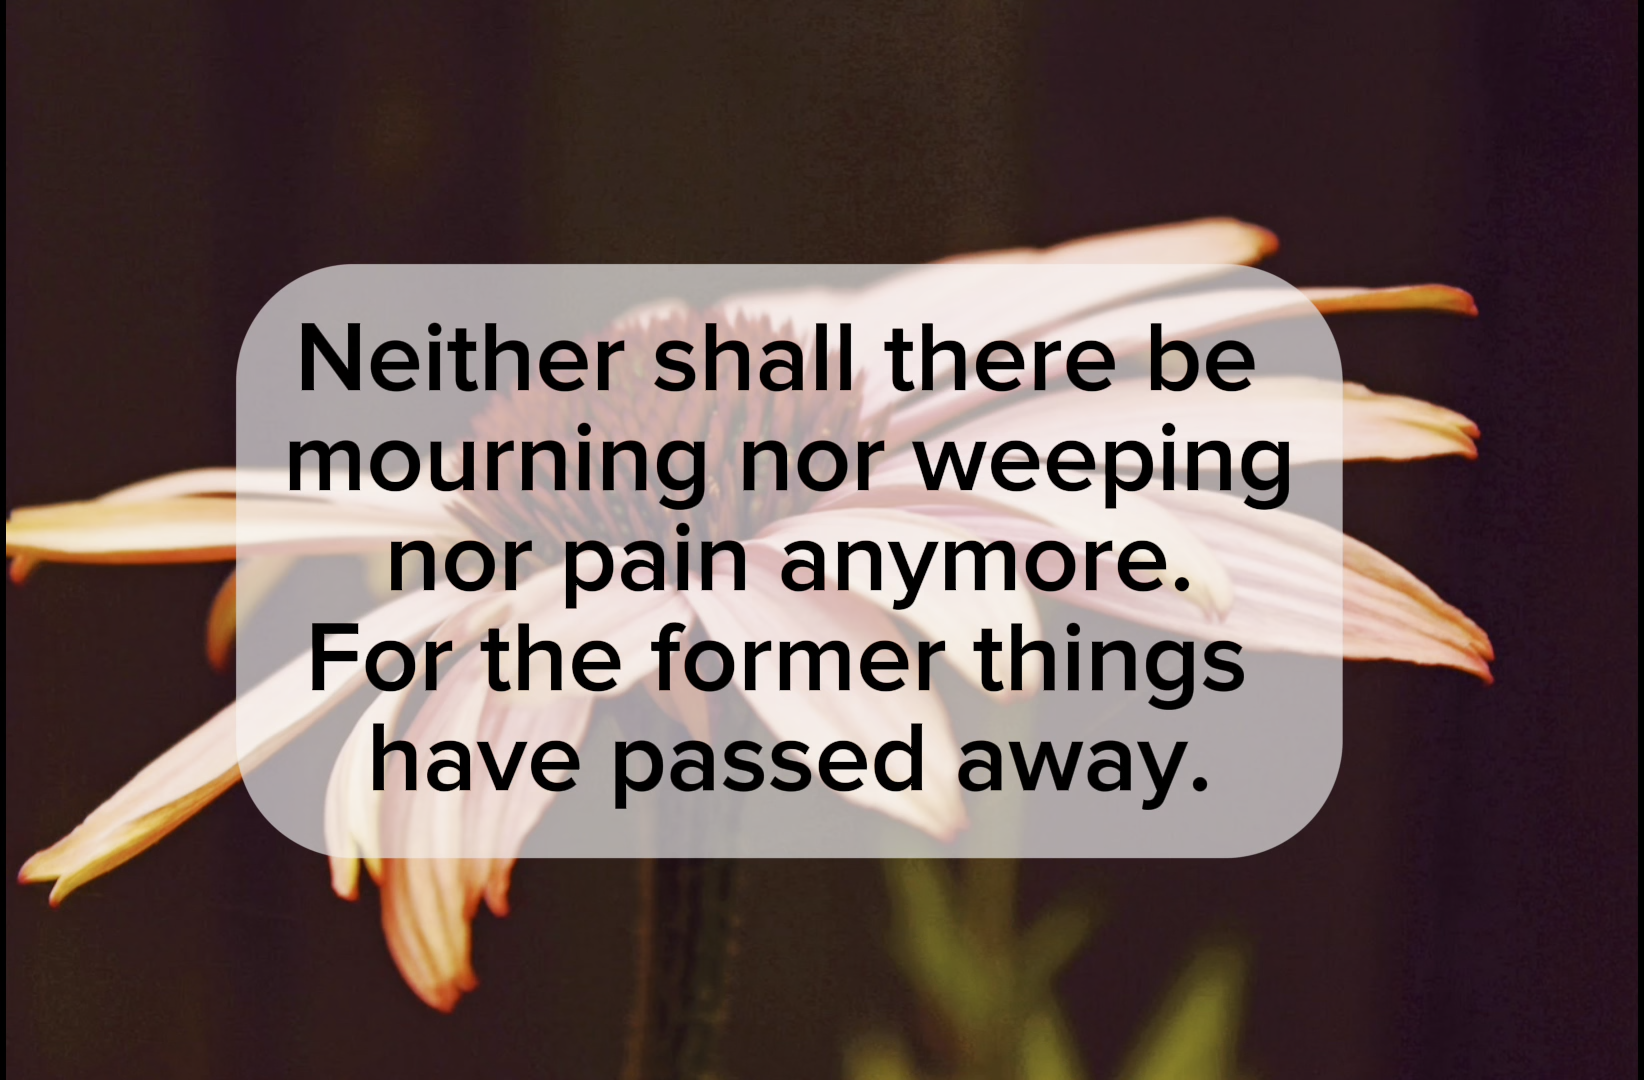 Neither shall there be
mourning nor weeping
nor pain anymore.
For the former things
have passed away.